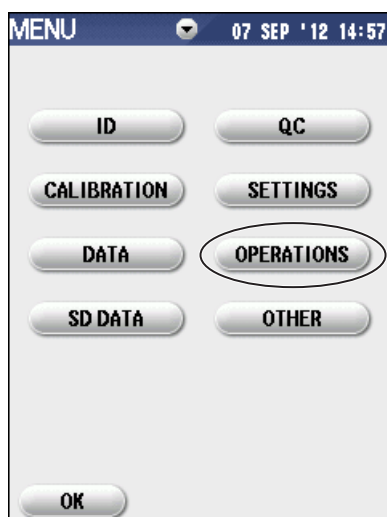 MENU 07 SEP '12 14:57
ID QC
CALIBRATION SETTINGS
DATA OPERATIONS
SD DATA OTHER
OK